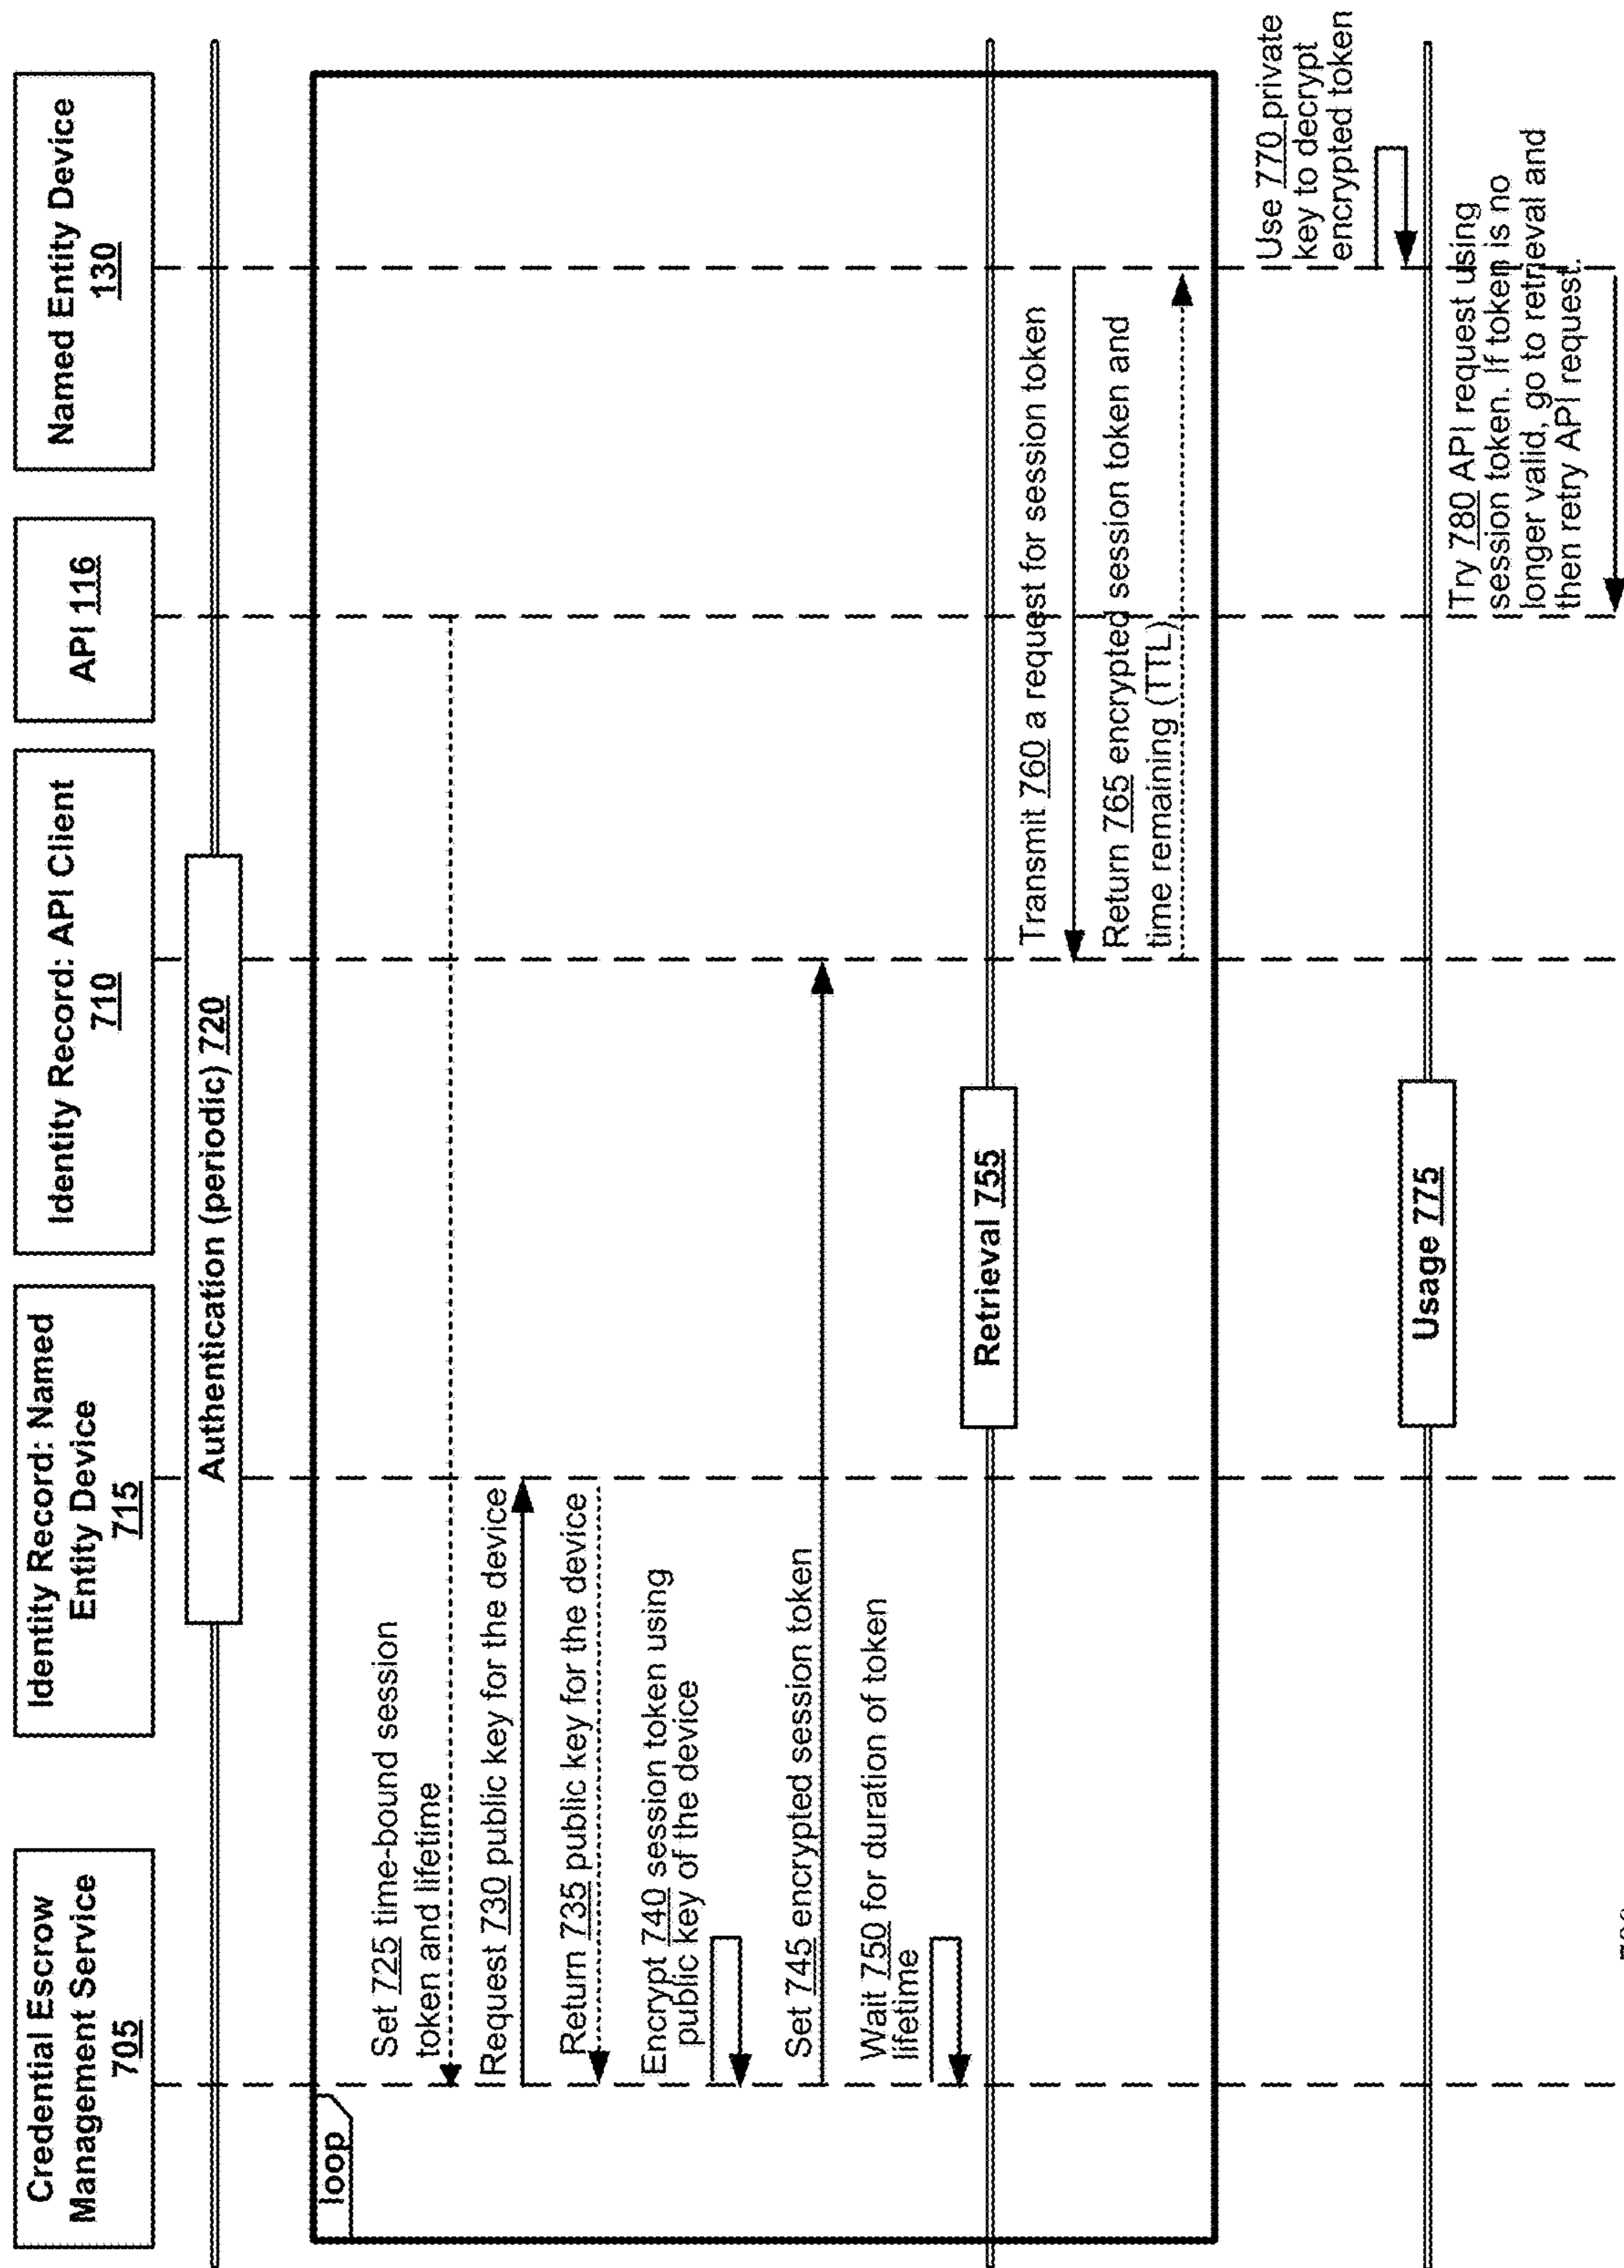 Credential Escrow
Management Service
705
Identity Record: Named
Entity Device
715
Identity Record: API Client
710
API 116
Named Entity Device
130
Authentication (periodic) 720
loop
Set 725 time-bound session
token and lifetime
Request 730 public key for the device
Return 735 public key for the device
Encrypt 740 session token using
public key of the device
Set 745 encrypted session token
Wait 750 for duration of token
lifetime
Retrieval 755
Transmit 760 a request for session token
Return 765 encrypted session token and
time remaining (TTL)
Use 770 private
key to decrypt
encrypted token
Usage 775
Try 780 API request using
session token. If token is no
longer valid, go to retrieval and
then retry API request.